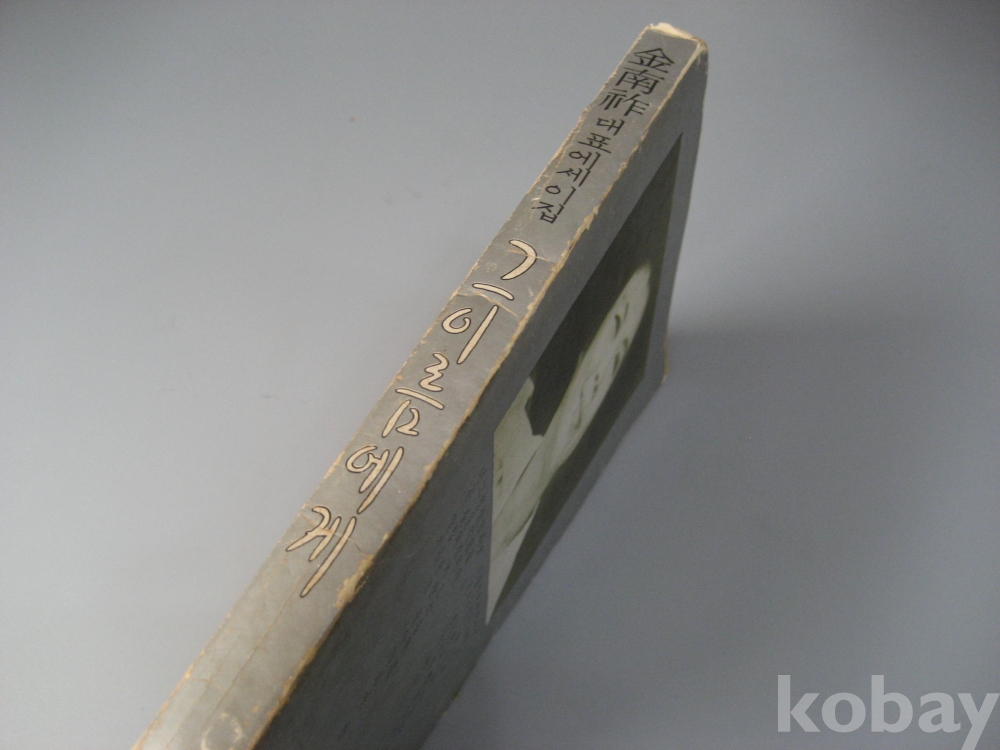 金南祚 대표에세이집
그 이름에게
kobay